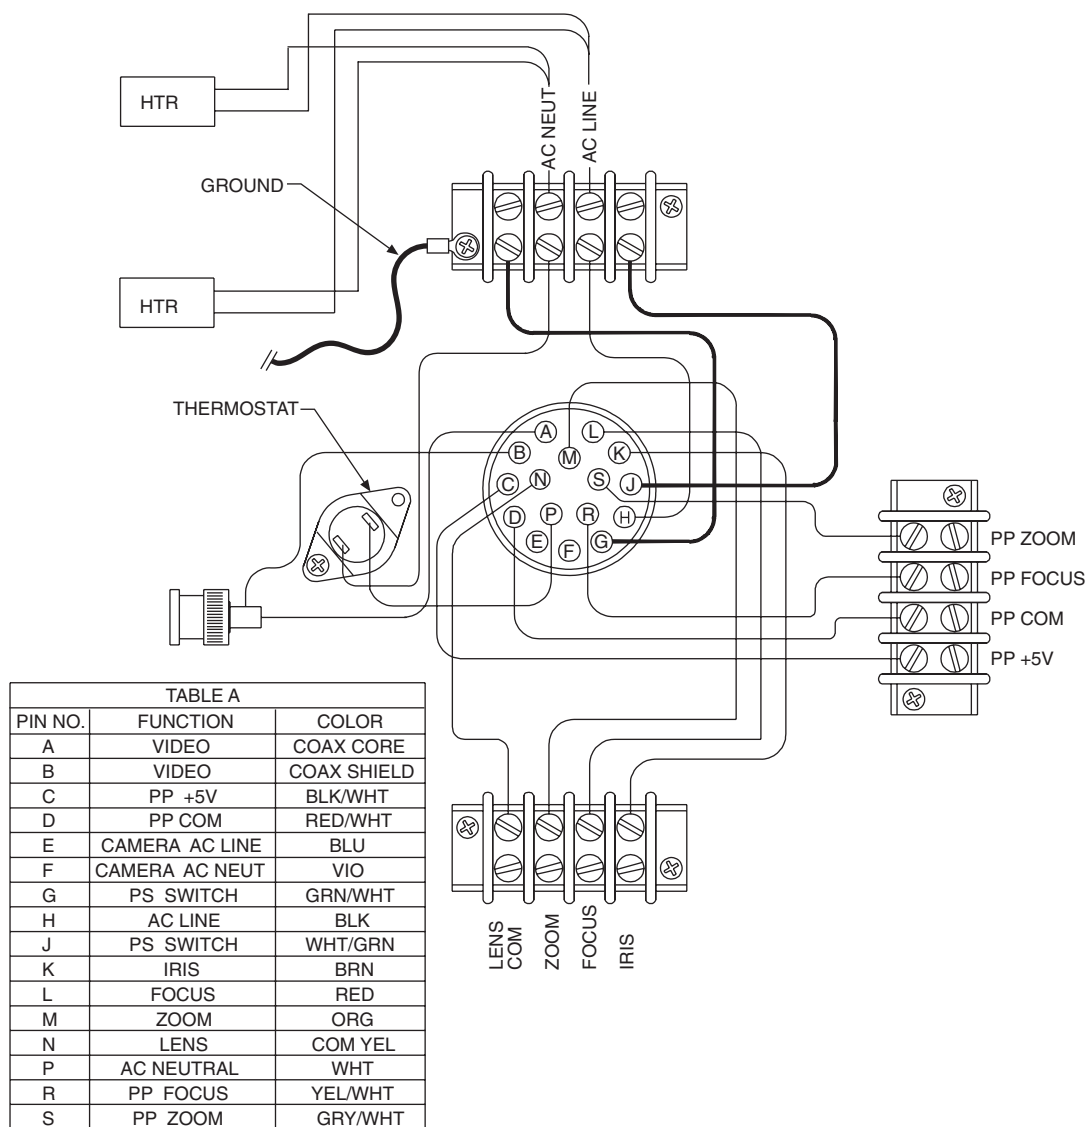 HTR
AC NEUT
AC LINE
GROUND
HTR
THERMOSTAT
A
L
B
M
K
C
N
S
J
D
P
R
H
E
F
G
PP ZOOM
PP FOCUS
PP COM
PP +5V
LENS COM
ZOOM
FOCUS
IRIS
TABLE A
PIN NO. FUNCTION COLOR
A VIDEO COAX CORE
B VIDEO COAX SHIELD
C PP +5V BLK/WHT
D PP COM RED/WHT
E CAMERA AC LINE BLU
F CAMERA AC NEUT VIO
G PS SWITCH GRN/WHT
H AC LINE BLK
J PS SWITCH WHT/GRN
K IRIS BRN
L FOCUS RED
M ZOOM ORG
N LENS COM YEL
P AC NEUTRAL WHT
R PP FOCUS YEL/WHT
S PP ZOOM GRY/WHT